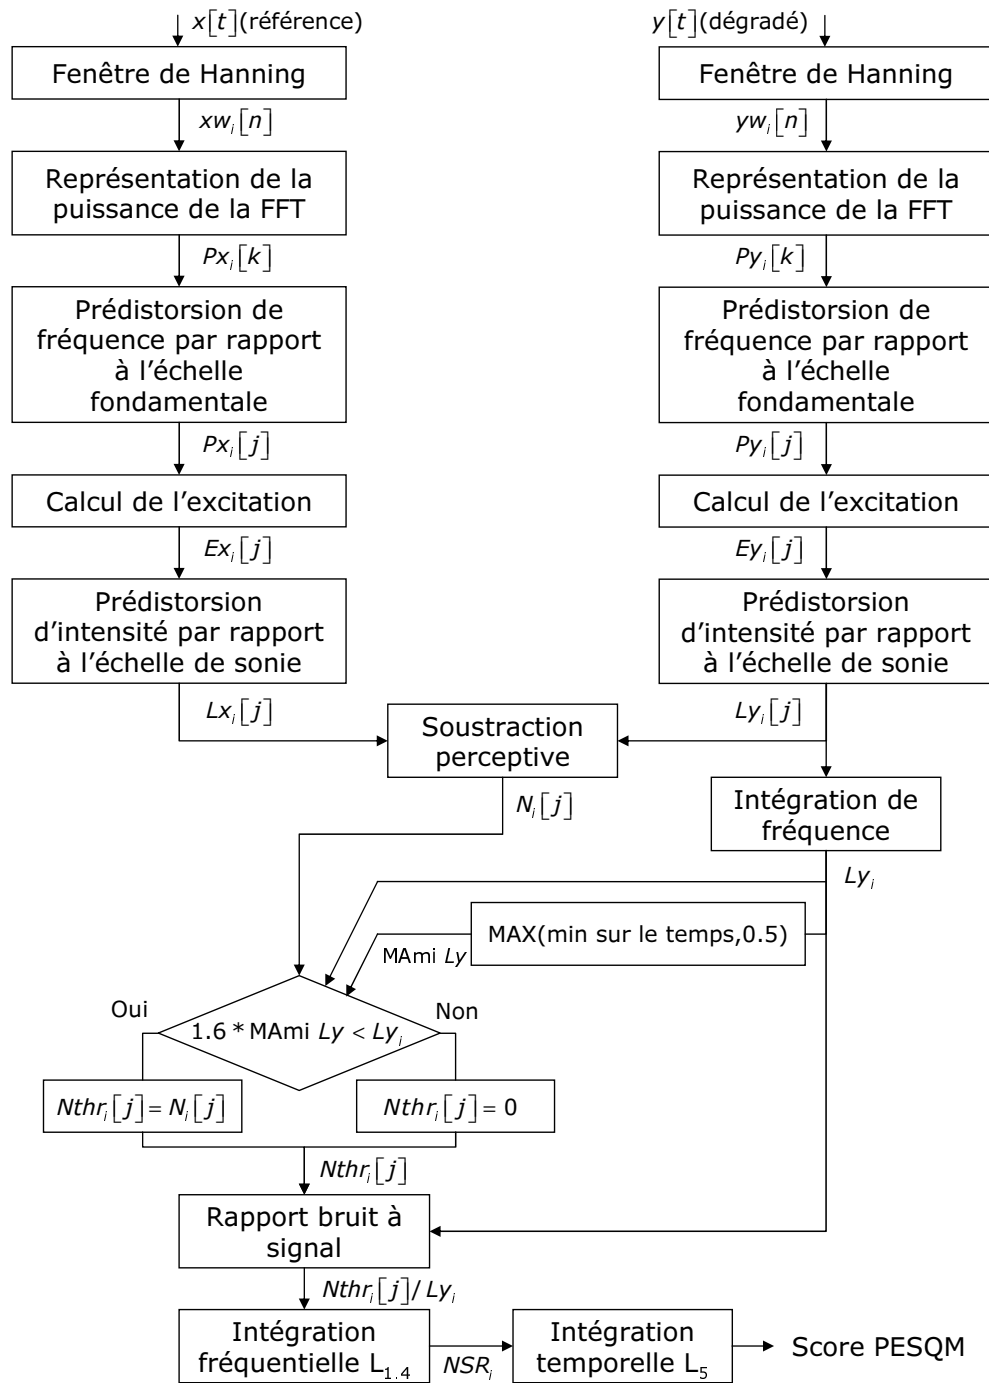 x[t](référence)
y[t](dégradé)
Fenêtre de Hanning
Fenêtre de Hanning
xw_i[n]
yw_i[n]
Représentation de la
puissance de la FFT
Représentation de la
puissance de la FFT
Px_i[k]
Py_i[k]
Prédistorsion de
fréquence par rapport
à l'échelle
fondamentale
Prédistorsion de
fréquence par rapport
à l'échelle
fondamentale
Px_i[j]
Py_i[j]
Calcul de l'excitation
Calcul de l'excitation
Ex_i[j]
Ey_i[j]
Prédistorsion
d'intensité par rapport
à l'échelle de sonie
Prédistorsion
d'intensité par rapport
à l'échelle de sonie
Lx_i[j]
Ly_i[j]
Soustraction
perceptive
N_i[j]
Intégration de
fréquence
Ly_i
MAX(min sur le temps,0.5)
MAmi Ly
Oui
Non
1.6 * MAmi Ly < Ly_i
Nthr_i[j] = N_i[j]
Nthr_i[j] = 0
Nthr_i[j]
Rapport bruit à
signal
Nthr_i[j] / Ly_i
Intégration
fréquentielle L_1.4
NSR_i
Intégration
temporelle L_5
Score PESQM